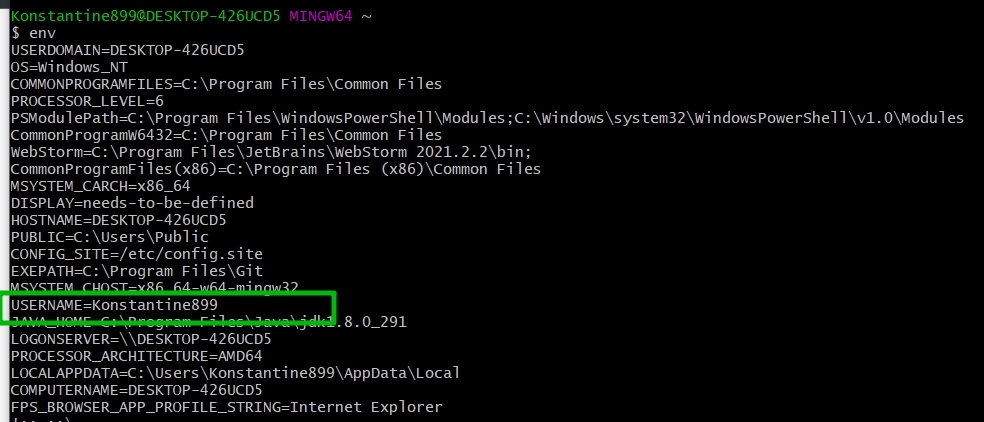 Konstantine899@DESKTOP-426UCD5 MINGW64 ~
$ env
USERDOMAIN=DESKTOP-426UCD5
OS=Windows_NT
COMMONPROGRAMFILES=C:\Program Files\Common Files
PROCESSOR_LEVEL=6
PSModulePath=C:\Program Files\WindowsPowerShell\Modules;C:\Windows\system32\WindowsPowerShell\v1.0\Modules
CommonProgramW6432=C:\Program Files\Common Files
WebStorm=C:\Program Files\JetBrains\WebStorm 2021.2.2\bin;
CommonProgramFiles(x86)=C:\Program Files (x86)\Common Files
MSYSTEM_CARCH=x86_64
DISPLAY=needs-to-be-defined
HOSTNAME=DESKTOP-426UCD5
PUBLIC=C:\Users\Public
CONFIG_SITE=/etc/config.site
EXEPATH=C:\Program Files\Git
MSYSTEM_CHOST=x86_64-w64-mingw32
USERNAME=Konstantine899
JAVA_HOME=C:\Program Files\Java\jdk1.8.0_291
LOGONSERVER=\\DESKTOP-426UCD5
PROCESSOR_ARCHITECTURE=AMD64
LOCALAPPDATA=C:\Users\Konstantine899\AppData\Local
COMPUTERNAME=DESKTOP-426UCD5
FPS_BROWSER_APP_PROFILE_STRING=Internet Explorer